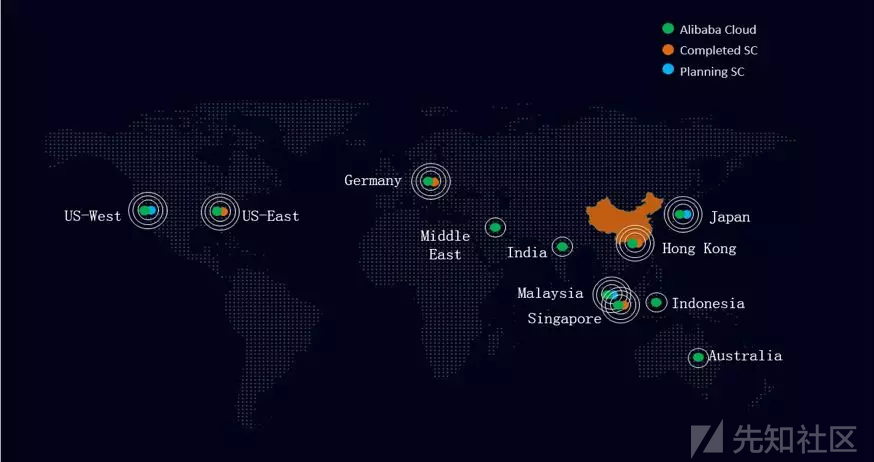 Alibaba Cloud
Completed SC
Planning SC
Germany
US-West
US-East
Japan
Middle
East
India
Hong Kong
Malaysia
Indonesia
Singapore
Australia
先知社区